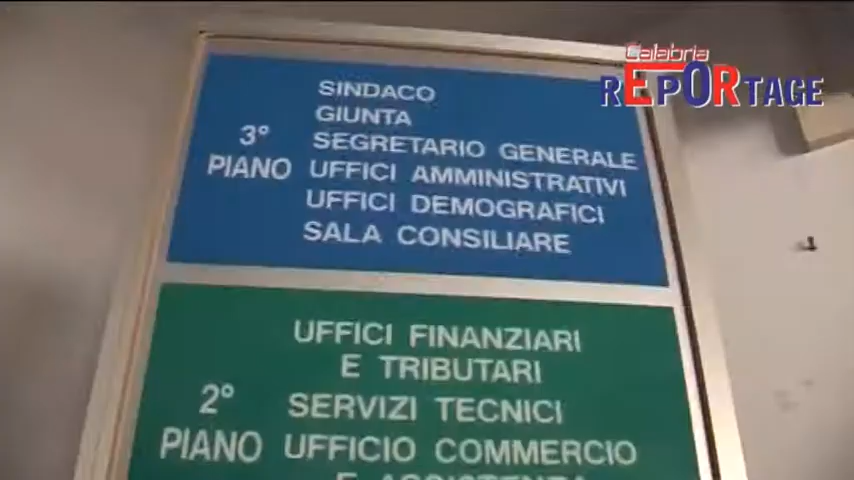 Calabria
REPORTAGE
SINDACO
GIUNTA
3° SEGRETARIO GENERALE
PIANO UFFICI AMMINISTRATIVI
UFFICI DEMOGRAFICI
SALA CONSILIARE
UFFICI FINANZIARI
E TRIBUTARI
2° SERVIZI TECNICI
PIANO UFFICIO COMMERCIO
E ASSISTENZA